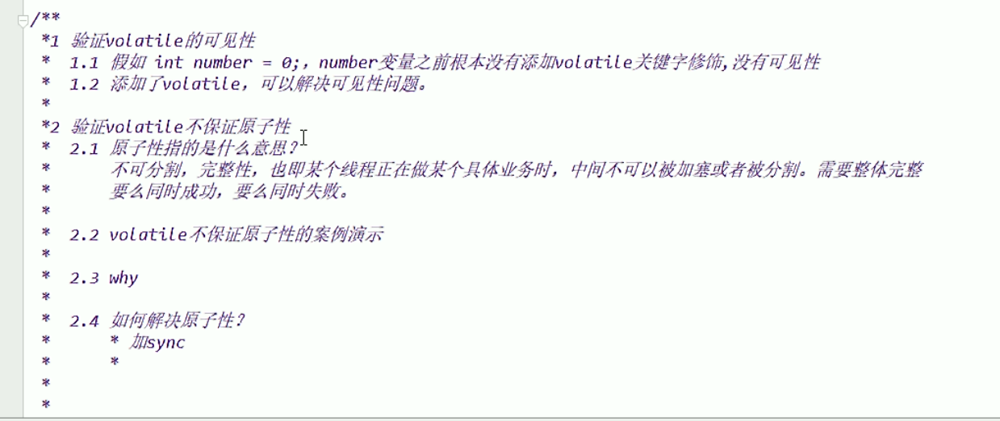 /**
*1 验证volatile的可见性
* 1.1 假如 int number = 0;，number变量之前根本没有添加volatile关键字修饰,没有可见性
* 1.2 添加了volatile，可以解决可见性问题。
*
*2 验证volatile不保证原子性
* 2.1 原子性指的是什么意思？
* 不可分割，完整性，也即某个线程正在做某个具体业务时，中间不可以被加塞或者被分割。需要整体完整
* 要么同时成功，要么同时失败。
*
* 2.2 volatile不保证原子性的案例演示
*
* 2.3 why
*
* 2.4 如何解决原子性？
* * 加sync
* *
*
*